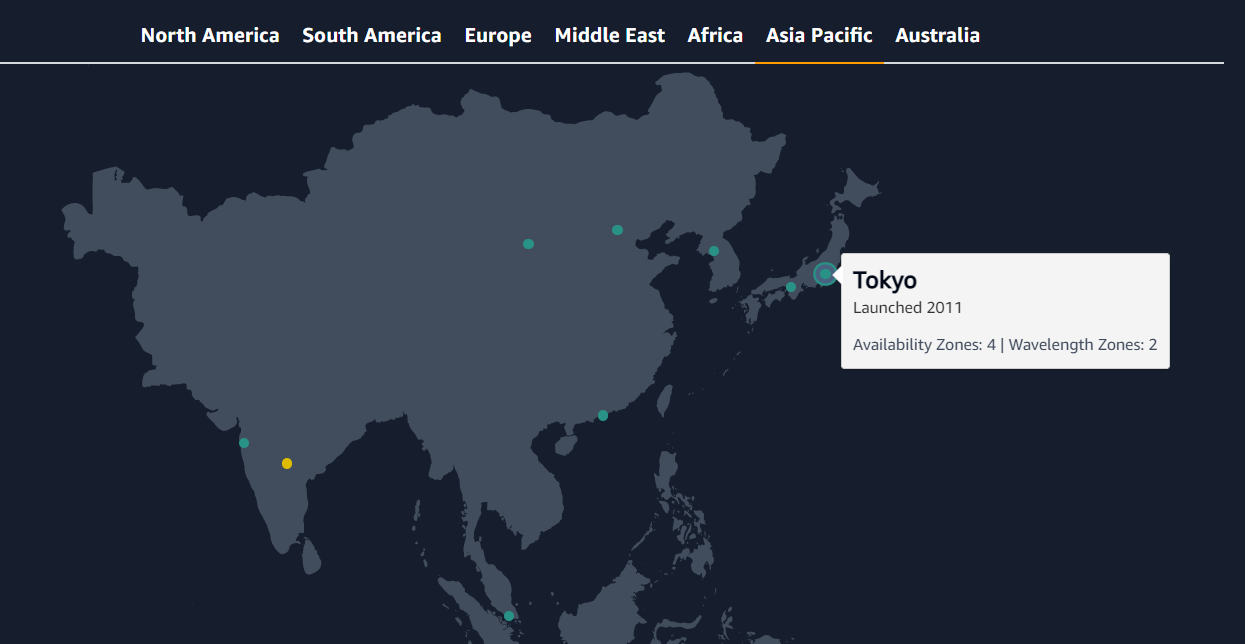 North America South America Europe Middle East Africa Asia Pacific Australia
Tokyo
Launched 2011
Availability Zones: 4 | Wavelength Zones: 2